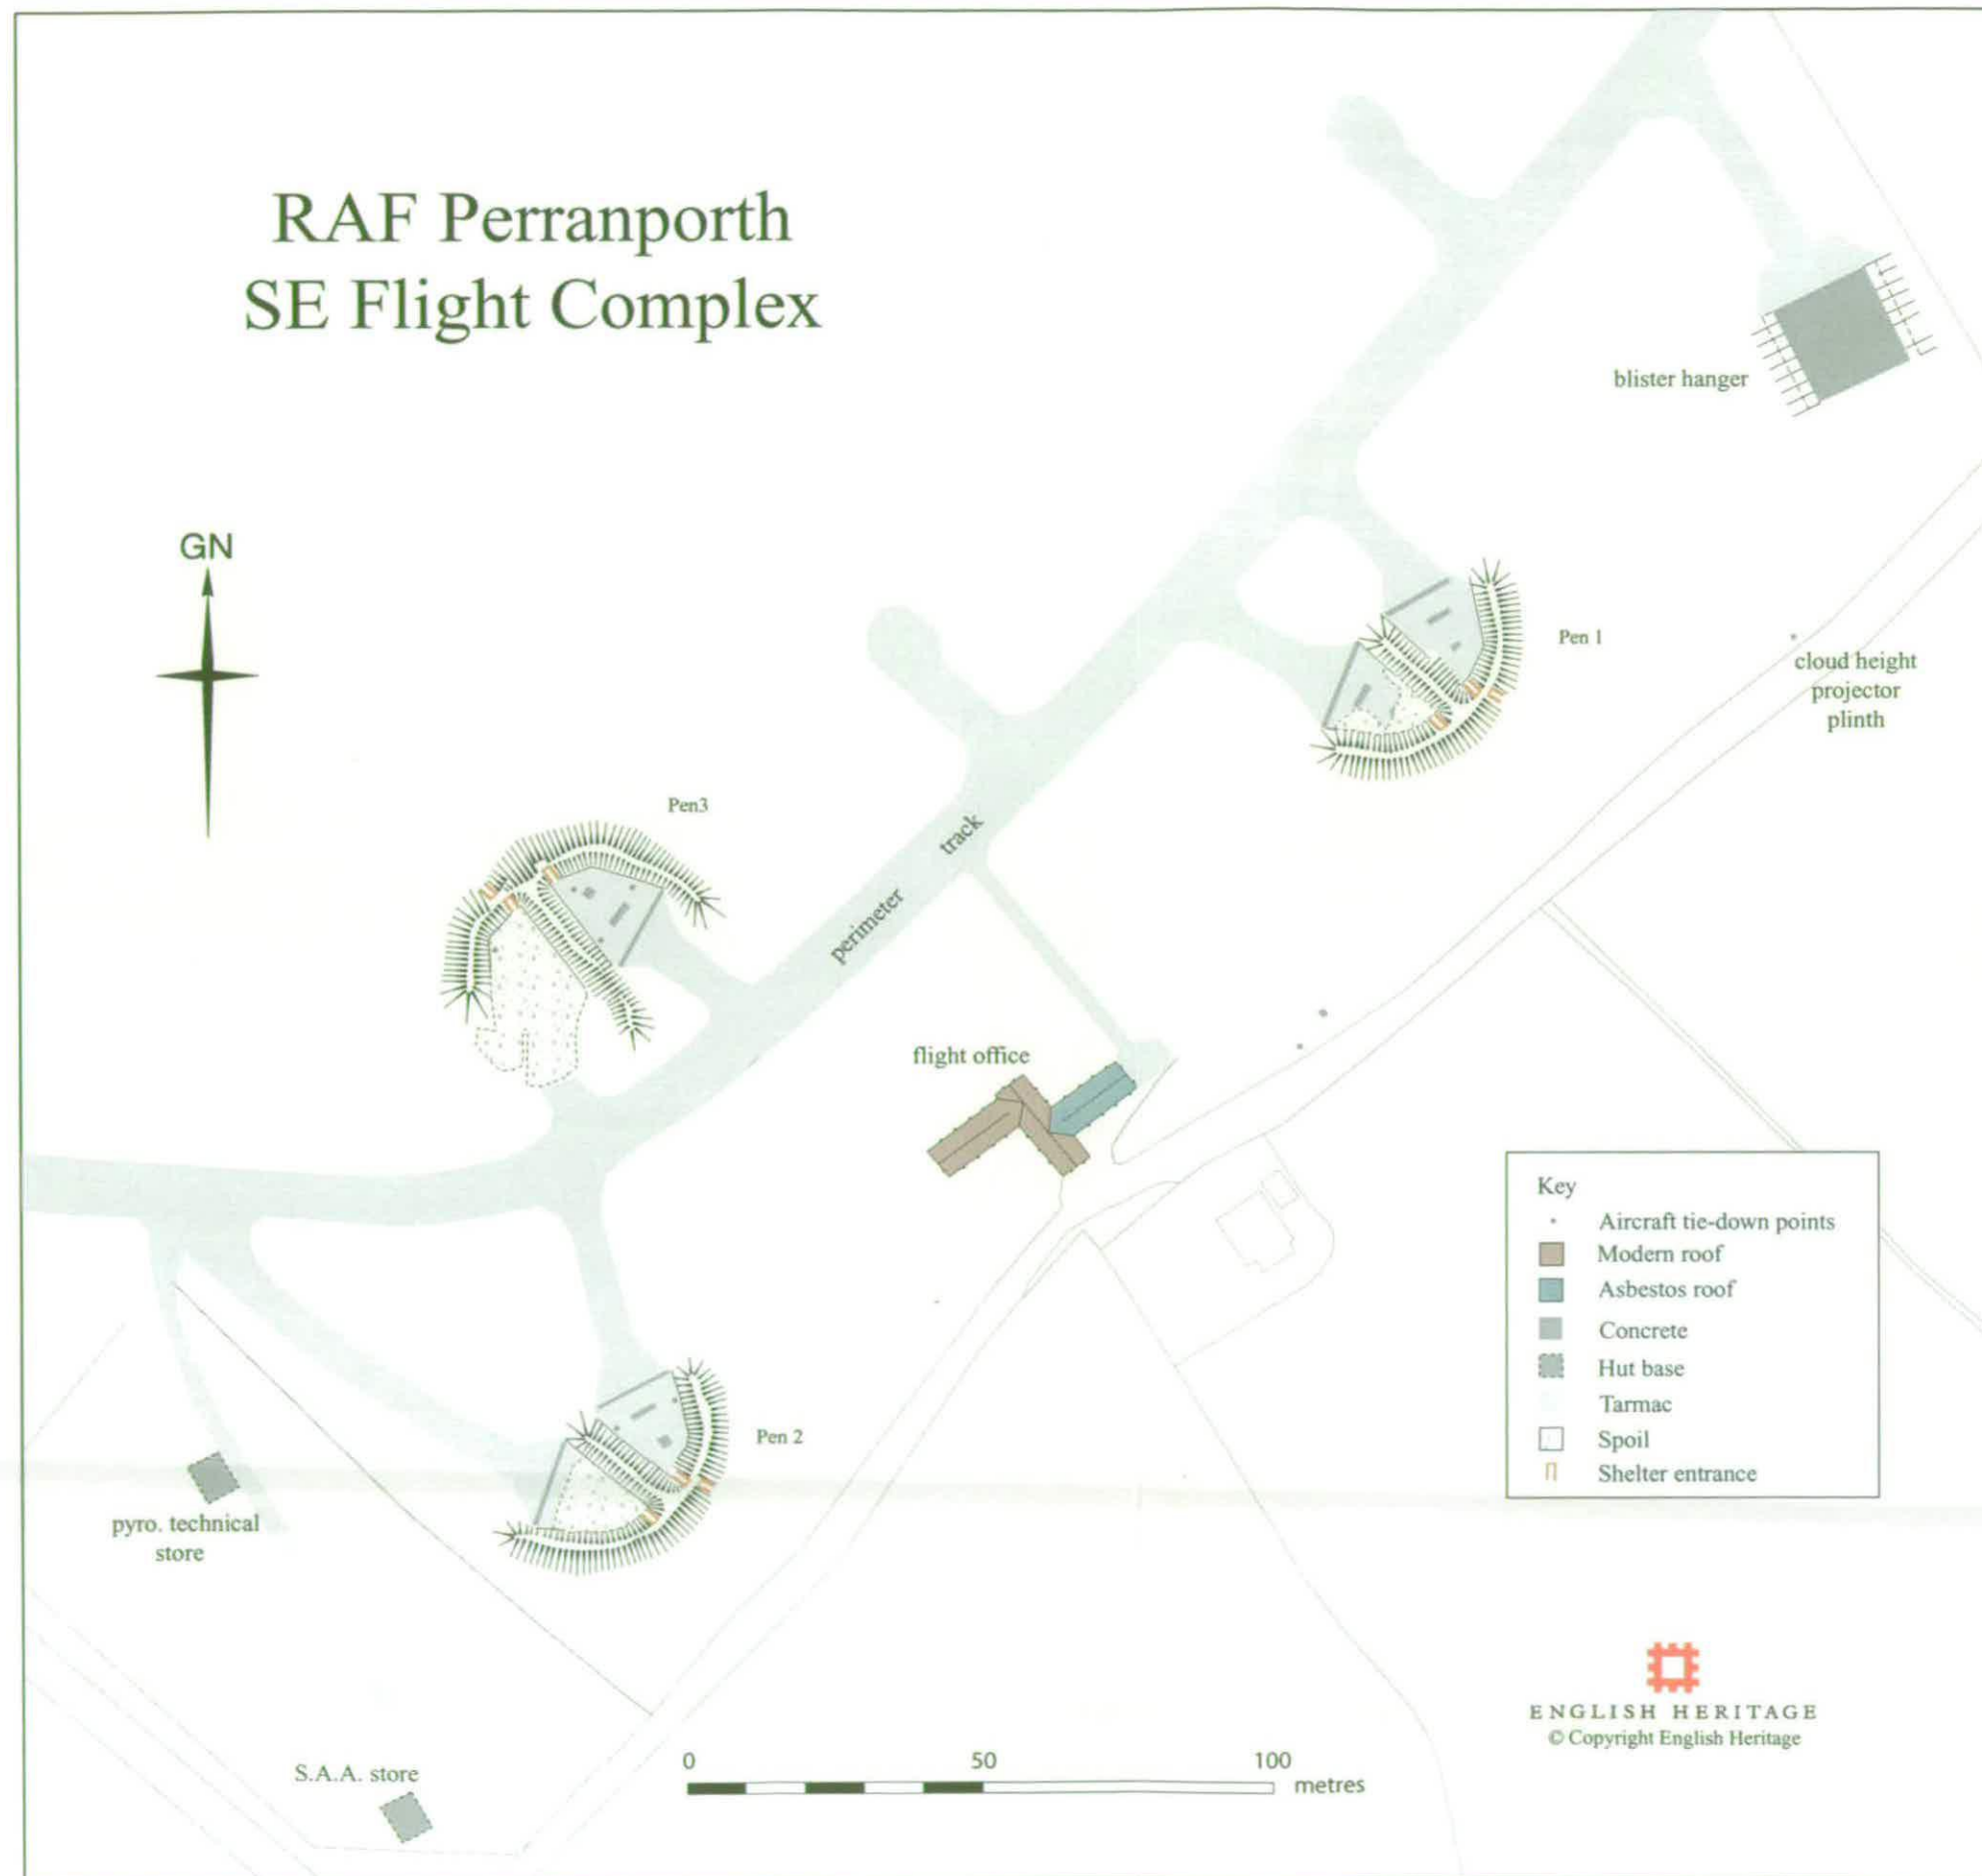 RAF Perranporth
SE Flight Complex
GN
blister hanger
Pen 1
cloud height
projector
plinth
Pen3
track
perimeter
flight office
Pen 2
pyro. technical
store
S.A.A. store
Key
Aircraft tie-down points
Modern roof
Asbestos roof
Concrete
Hut base
Tarmac
Spoil
Shelter entrance
ENGLISH HERITAGE
© Copyright English Heritage
0 50 100
metres